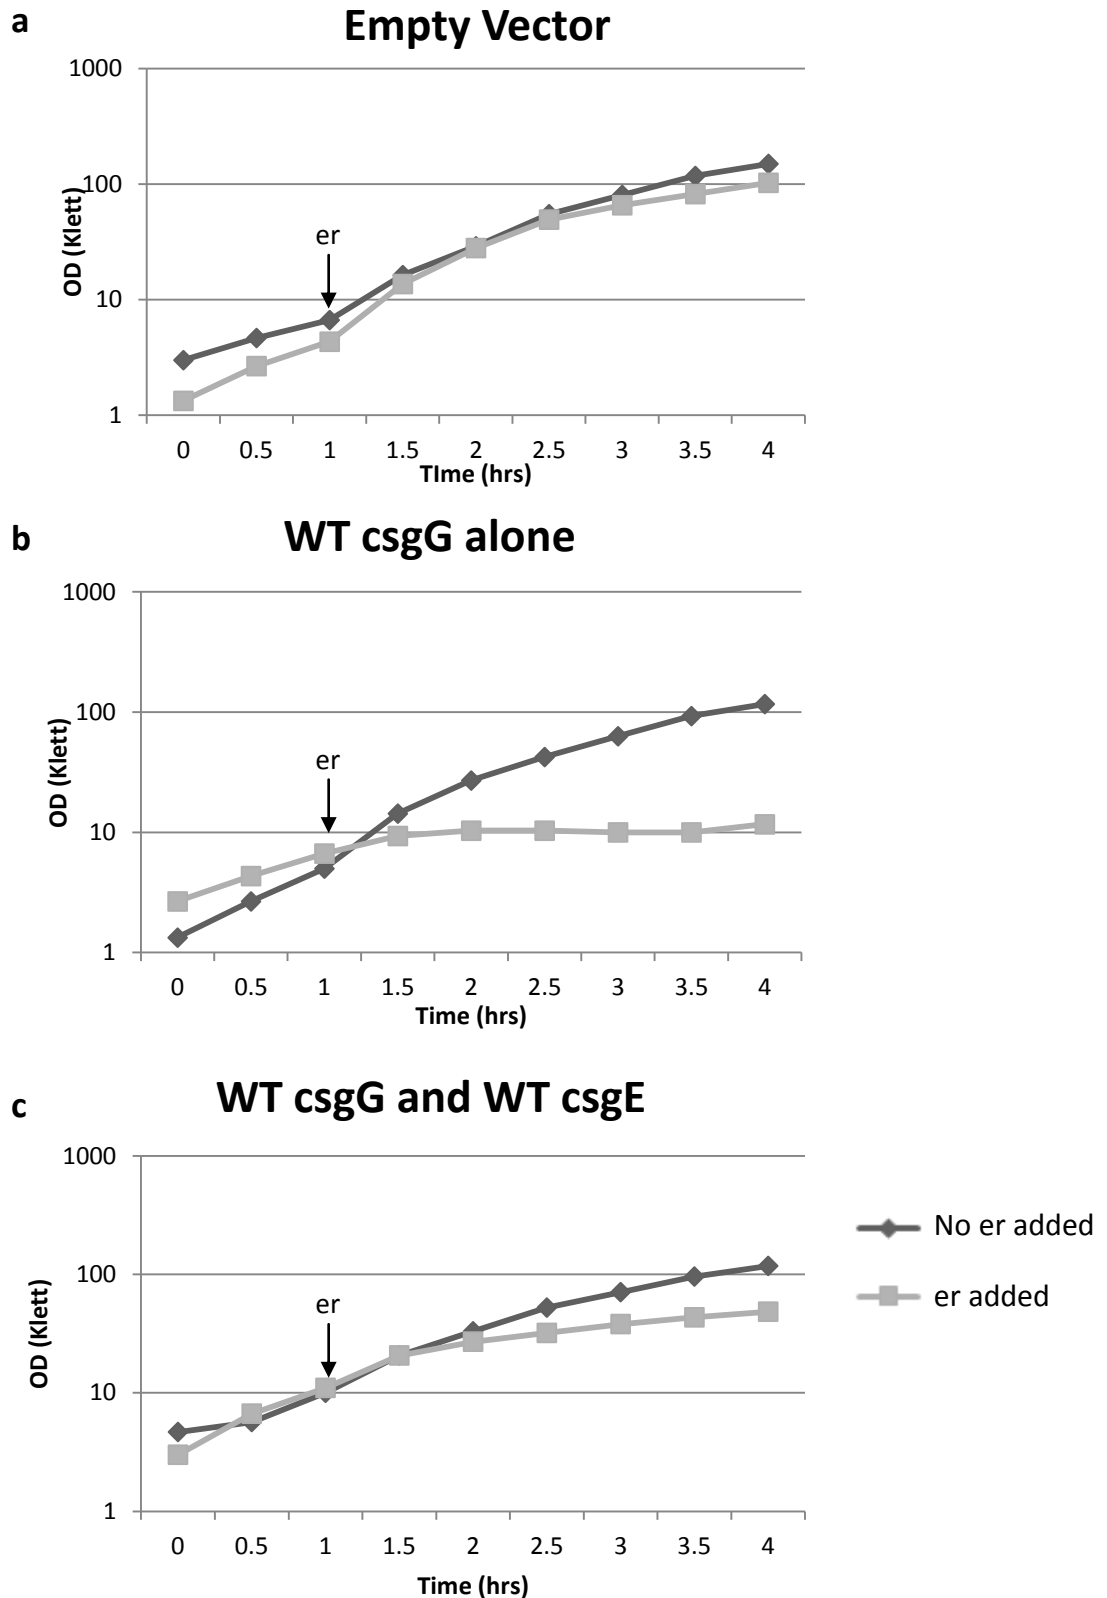 a
Empty Vector
1000
100
10
1
OD (Klett)
er
0 0.5 1 1.5 2 2.5 3 3.5 4
TIme (hrs)
b
WT csgG alone
1000
100
10
1
OD (Klett)
er
0 0.5 1 1.5 2 2.5 3 3.5 4
Time (hrs)
c
WT csgG and WT csgE
1000
100
10
1
OD (Klett)
er
0 0.5 1 1.5 2 2.5 3 3.5 4
Time (hrs)
No er added
er added